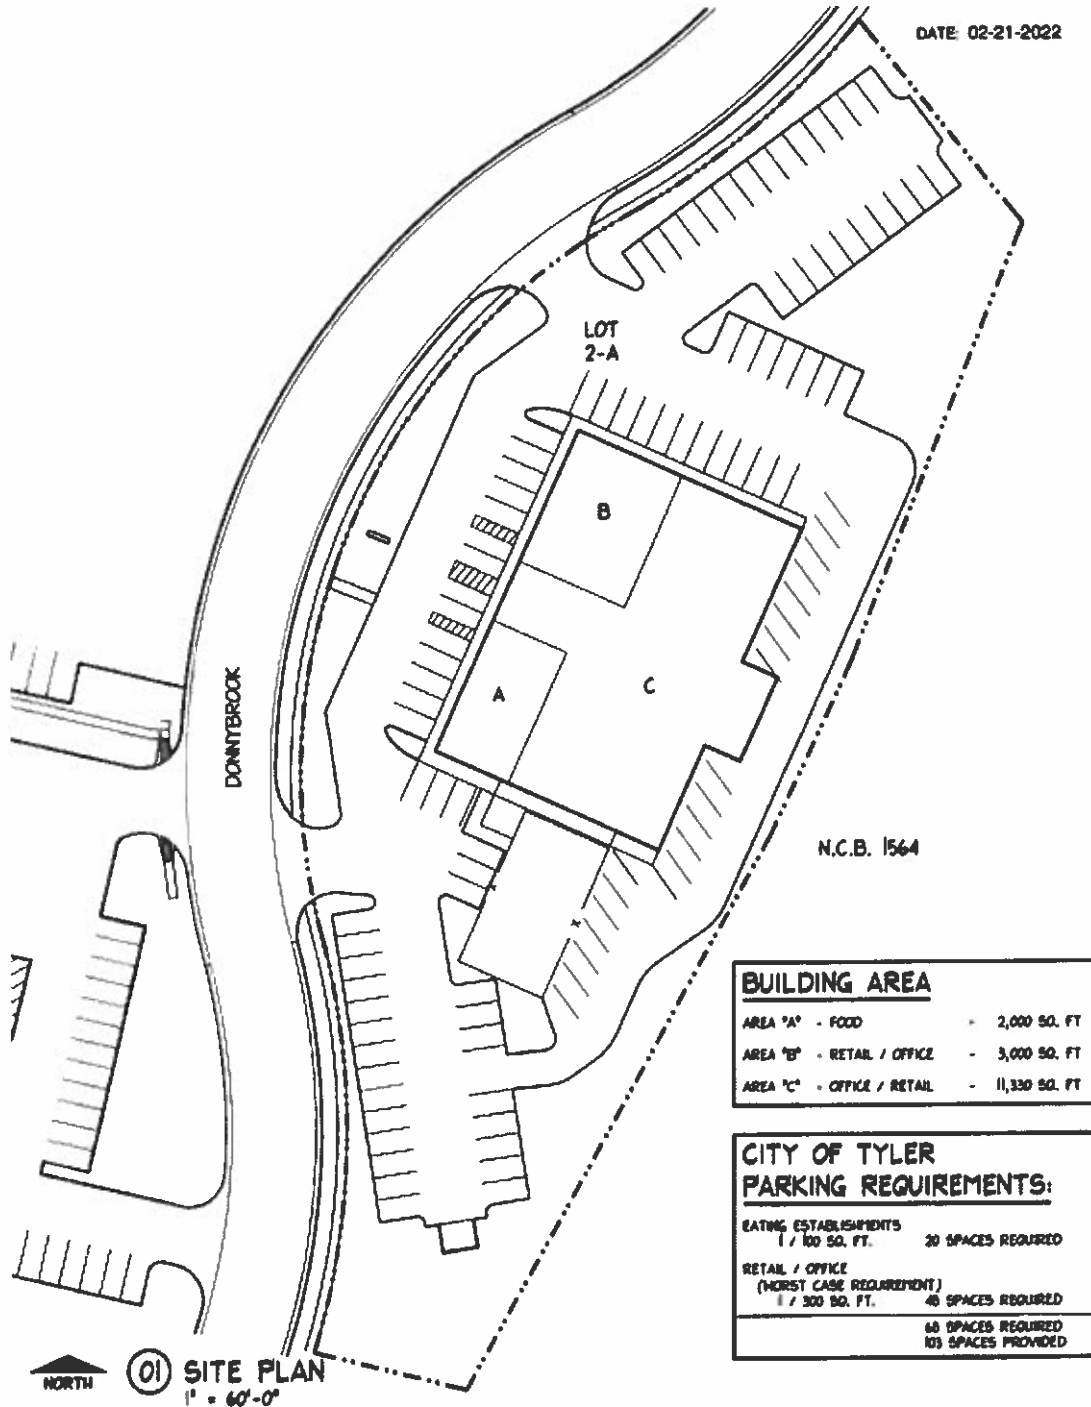 DATE: 02-21-2022
LOT
2-A
B
A
C
DONNYBROOK
N.C.B. 1564
BUILDING AREA
AREA "A" - FOOD - 2,000 SQ. FT
AREA "B" - RETAIL / OFFICE - 3,000 SQ. FT
AREA "C" - OFFICE / RETAIL - 11,330 SQ. FT
CITY OF TYLER
PARKING REQUIREMENTS:
EATING ESTABLISHMENTS
1 / 100 SQ. FT. 20 SPACES REQUIRED
RETAIL / OFFICE
(WORST CASE REQUIREMENT)
1 / 300 SQ. FT. 48 SPACES REQUIRED
68 SPACES REQUIRED
103 SPACES PROVIDED
NORTH
01 SITE PLAN
1" = 60'-0"